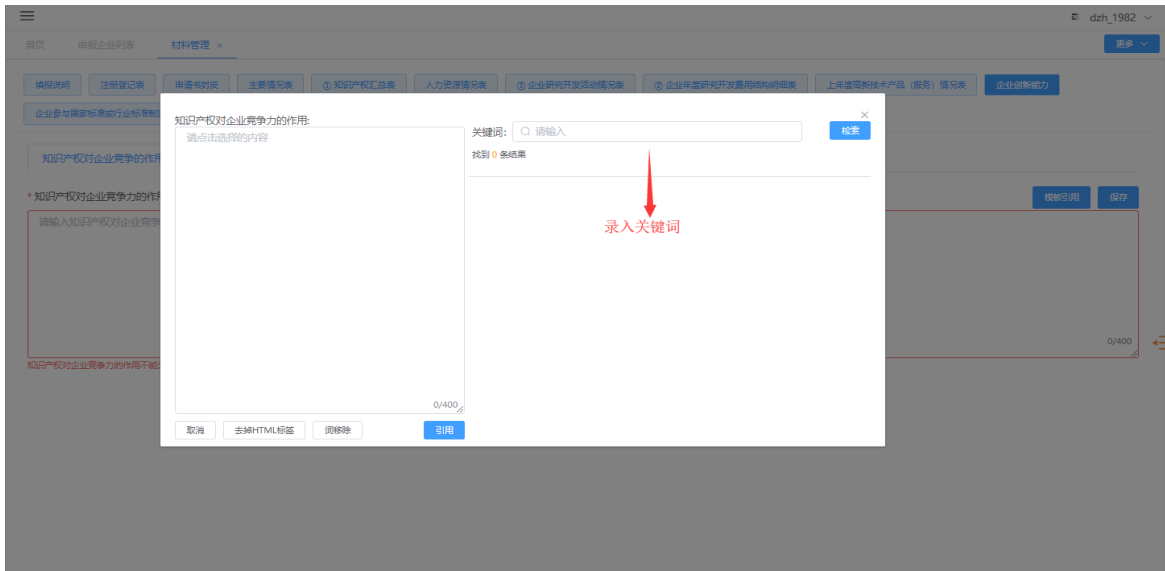 dzh_1982
首页 申报企业列表 材料管理 ×
更多
填报说明 注册登记表 申请书封皮 主要情况表 ① 知识产权汇总表 人力资源情况表 ③ 企业研究开发活动情况表 ② 企业年度研究开发费用结构明细表 上年度高新技术产品（服务）情况表 企业创新能力
企业参与国家标准或行业标准制
知识产权对企业竞争力的作用:
请点击选择的内容
关键词: 请输入
检索
找到 0 条结果
知识产权对企业竞争的作用
* 知识产权对企业竞争力的作用
模板引用 保存
请输入知识产权对企业竞争
录入关键词
0/400
知识产权对企业竞争力的作用不能
0/400
取消 去掉HTML标签 词移除 引用